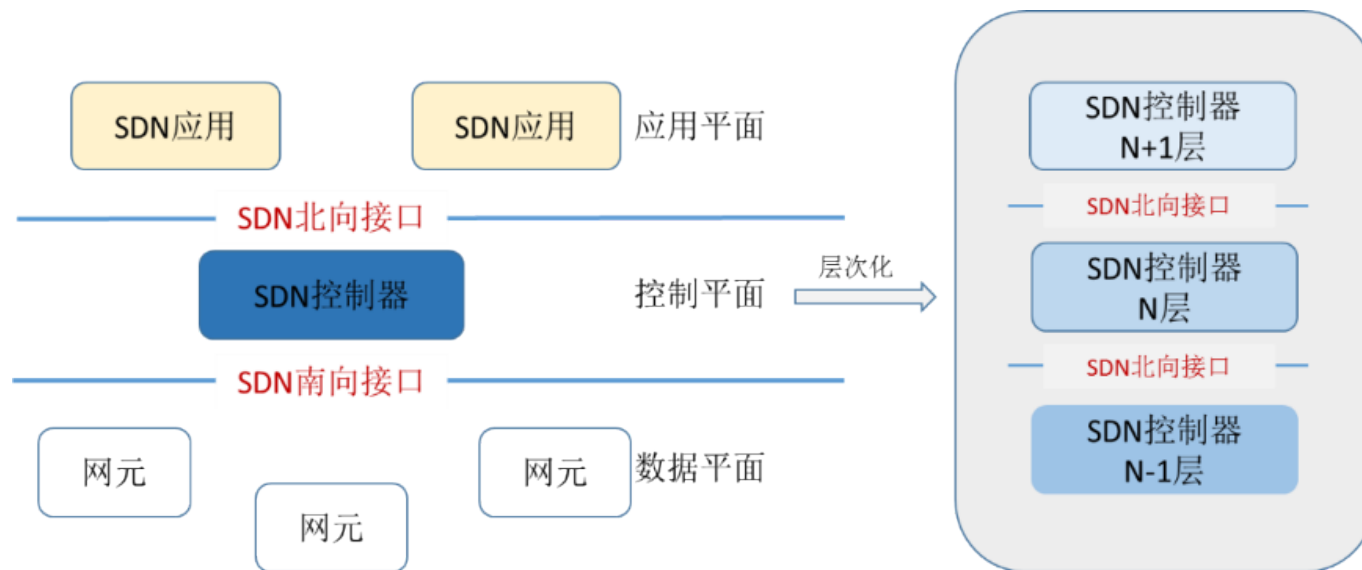 SDN应用
SDN应用
应用平面
SDN北向接口
SDN控制器
控制平面
SDN南向接口
网元
网元
网元
数据平面
层次化
SDN控制器
N+1层
SDN北向接口
SDN控制器
N层
SDN北向接口
SDN控制器
N-1层